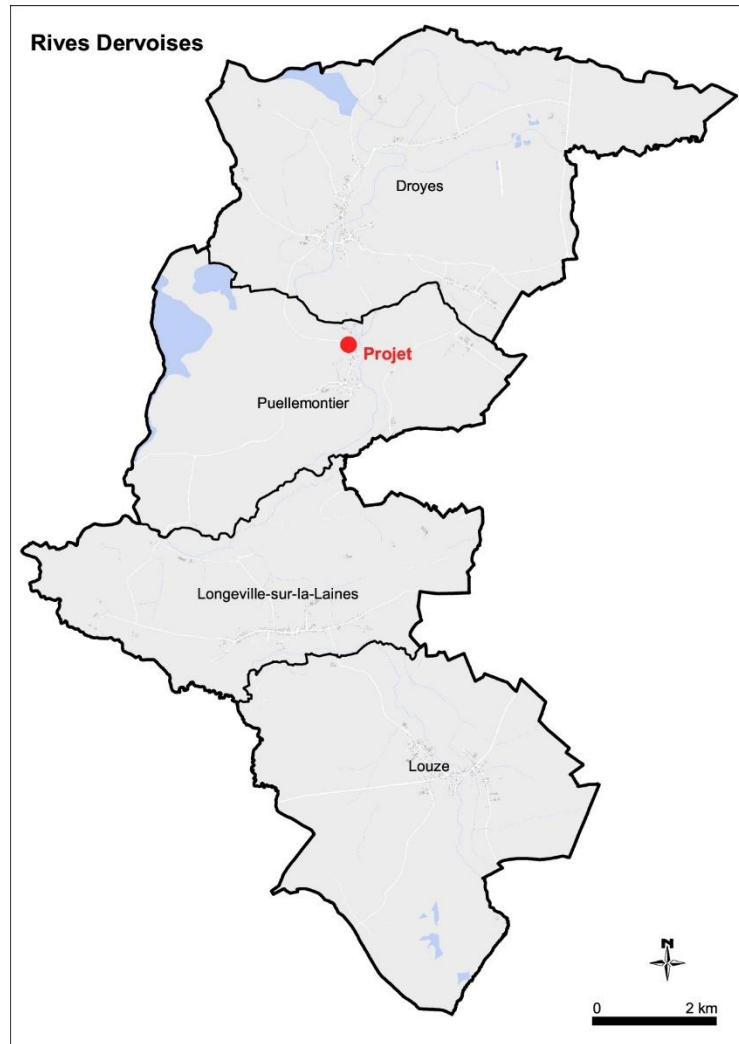 Rives Dervoises
Droyes
Projet
Puellemontier
Longeville-sur-la-Laines
Louze
N
0 2 km